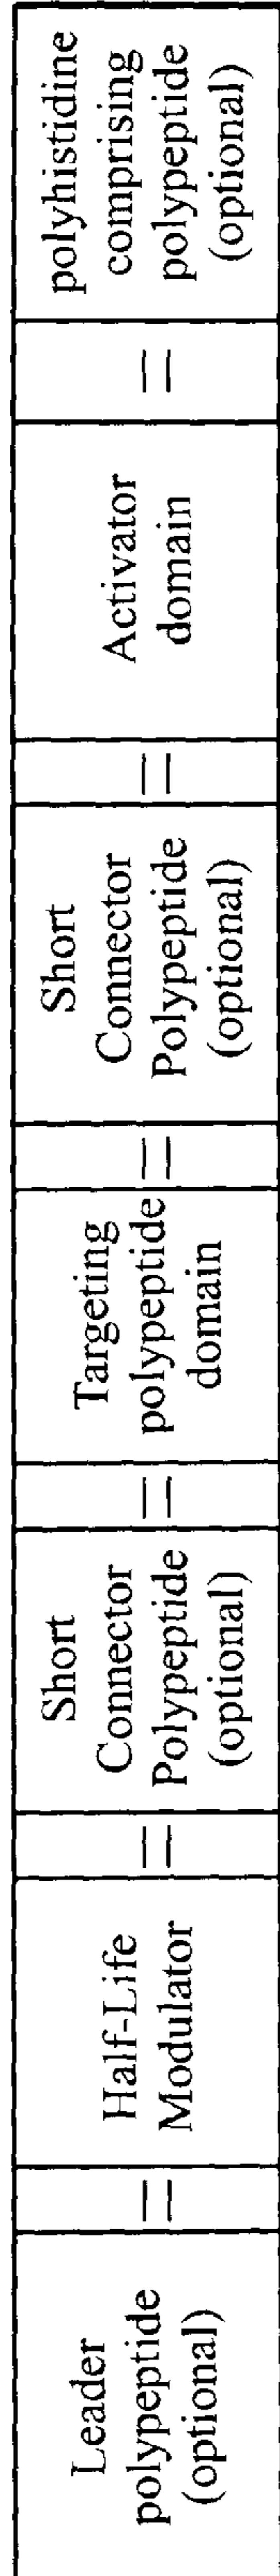 Leader
polypeptide
(optional)
=
Half-Life
Modulator
=
Short
Connector
Polypeptide
(optional)
=
Targeting
polypeptide
domain
=
Short
Connector
Polypeptide
(optional)
=
Activator
domain
=
polyhistidine
comprising
polypeptide
(optional)